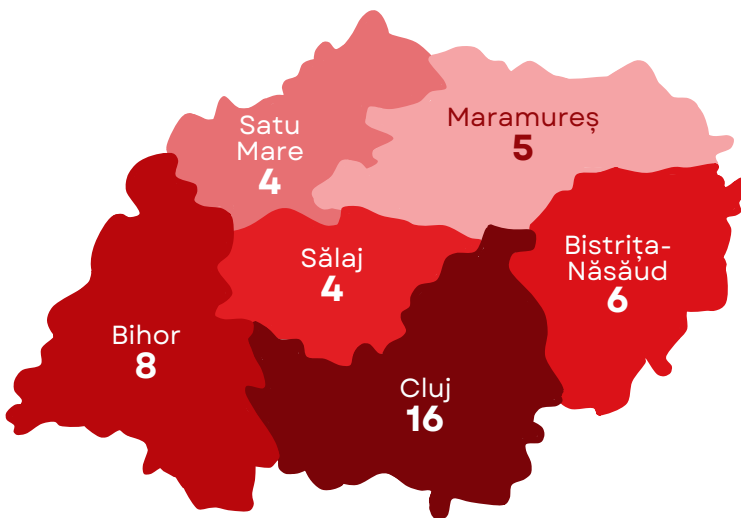 Satu
Mare
4
Maramureș
5
Sălaj
4
Bistrița-
Năsăud
6
Bihor
8
Cluj
16